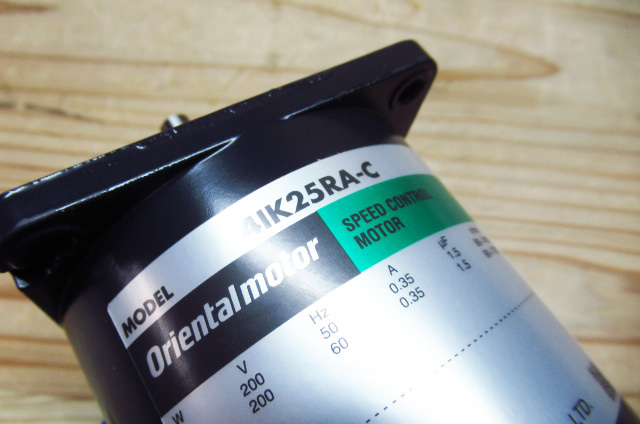 MODEL 4IK25RA-C
Orientalmotor SPEED CONTROL
MOTOR
W V Hz A µF
200 50 0.35 1.5
200 60 0.35 1.5
LTD.